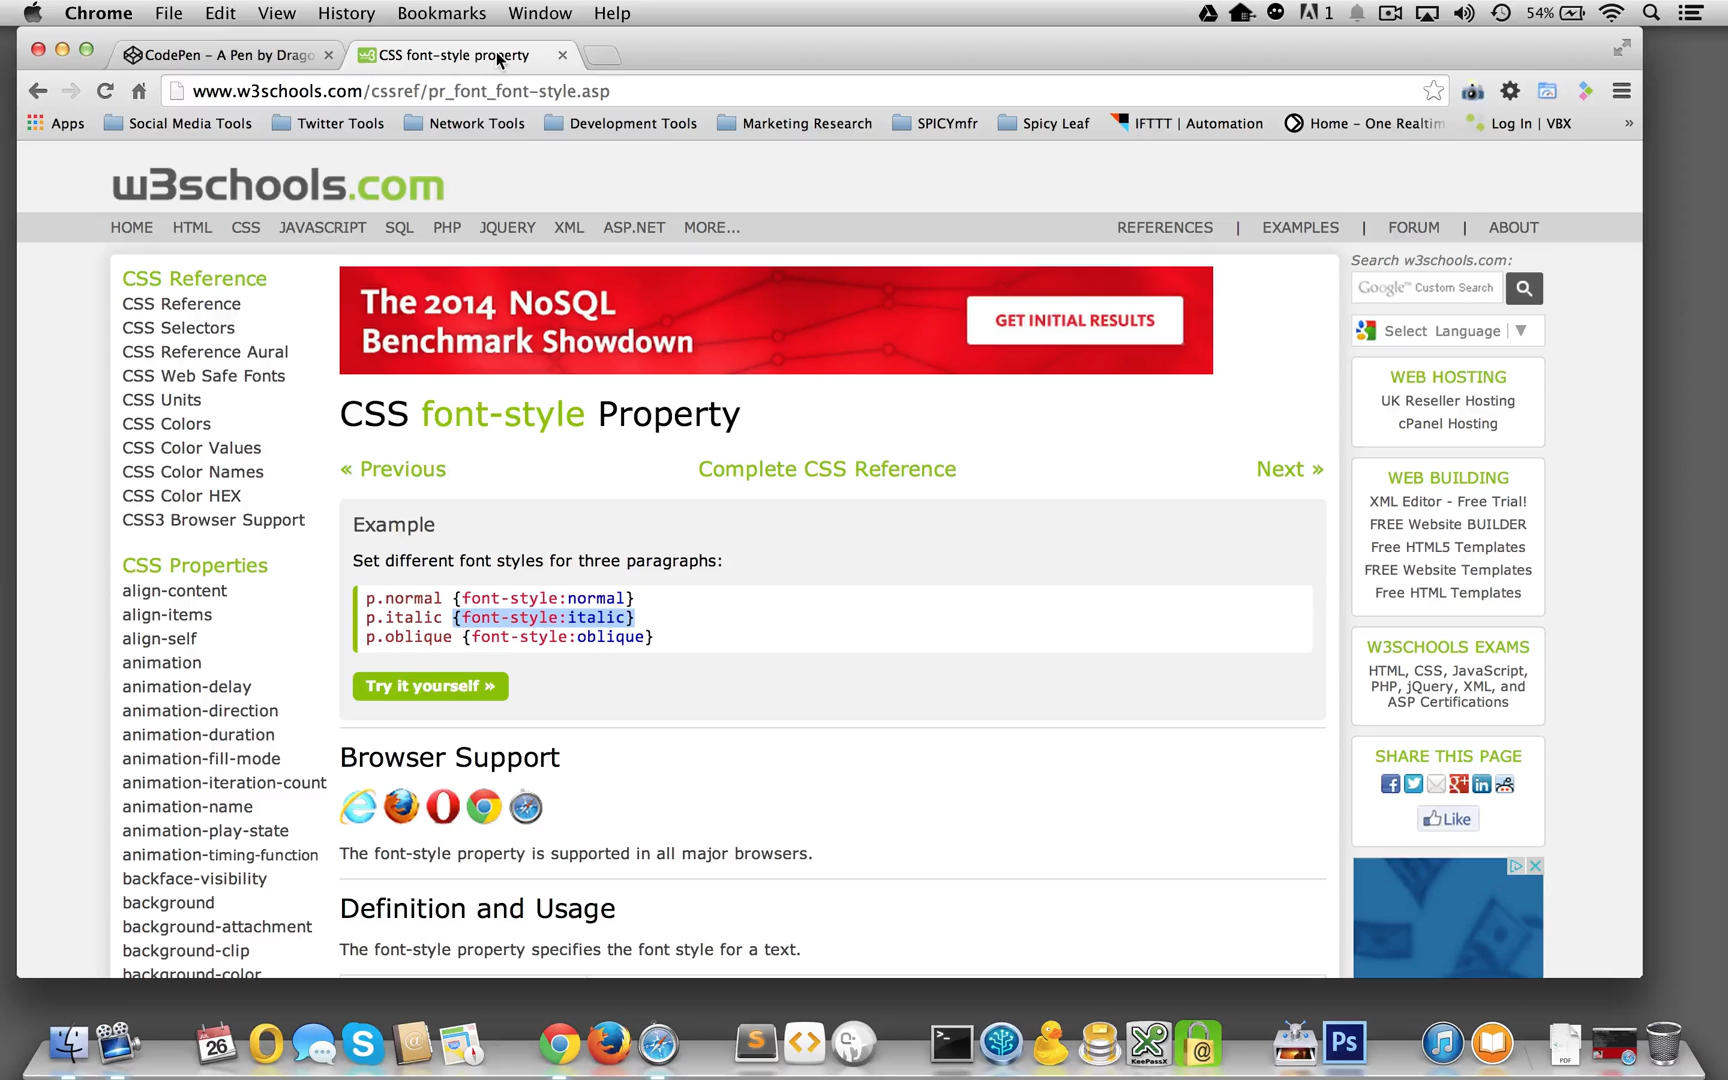 Chrome File Edit View History Bookmarks Window Help 1 54%
CodePen - A Pen by Drago CSS font-style property
www.w3schools.com/cssref/pr_font_font-style.asp
Apps Social Media Tools Twitter Tools Network Tools Development Tools Marketing Research SPICYmfr Spicy Leaf IFTTT | Automation Home - One Realtim Log In | VBX »
w3schools.com
HOME HTML CSS JAVASCRIPT SQL PHP JQUERY XML ASP.NET MORE... REFERENCES | EXAMPLES | FORUM | ABOUT
CSS Reference
CSS Reference
CSS Selectors
CSS Reference Aural
CSS Web Safe Fonts
CSS Units
CSS Colors
CSS Color Values
CSS Color Names
CSS Color HEX
CSS3 Browser Support
CSS Properties
align-content
align-items
align-self
animation
animation-delay
animation-direction
animation-duration
animation-fill-mode
animation-iteration-count
animation-name
animation-play-state
animation-timing-function
backface-visibility
background
background-attachment
background-clip
background-color
The 2014 NoSQL
Benchmark Showdown
GET INITIAL RESULTS
CSS font-style Property
« Previous Complete CSS Reference Next »
Example
Set different font styles for three paragraphs:
p.normal {font-style:normal}
p.italic {font-style:italic}
p.oblique {font-style:oblique}
Try it yourself »
Browser Support
The font-style property is supported in all major browsers.
Definition and Usage
The font-style property specifies the font style for a text.
Search w3schools.com:
Google™ Custom Search
Select Language ▼
WEB HOSTING
UK Reseller Hosting
cPanel Hosting
WEB BUILDING
XML Editor - Free Trial!
FREE Website BUILDER
Free HTML5 Templates
FREE Website Templates
Free HTML Templates
W3SCHOOLS EXAMS
HTML, CSS, JavaScript,
PHP, jQuery, XML, and
ASP Certifications
SHARE THIS PAGE
Like
26
KeePassX
Ps
PDF